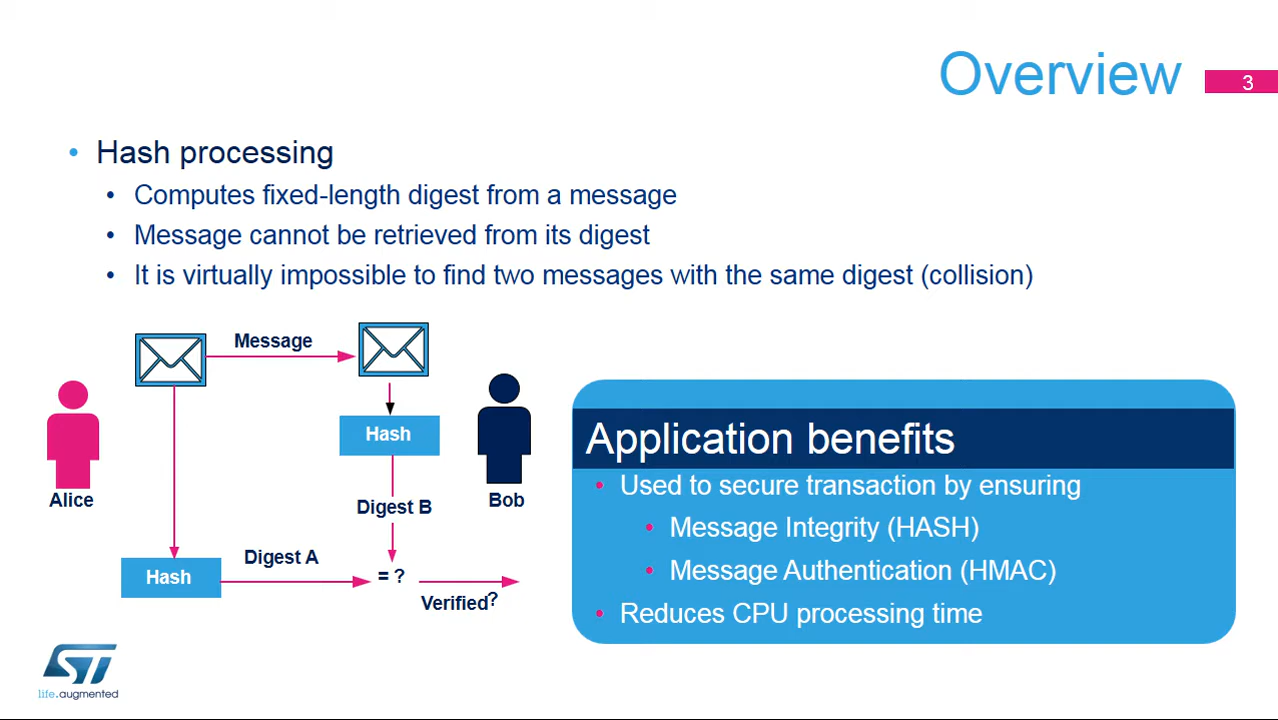 Overview
3
• Hash processing
• Computes fixed-length digest from a message
• Message cannot be retrieved from its digest
• It is virtually impossible to find two messages with the same digest (collision)
Message
Hash
Alice
Digest B
Bob
Digest A
Hash
= ?
Verified?
Application benefits
• Used to secure transaction by ensuring
• Message Integrity (HASH)
• Message Authentication (HMAC)
• Reduces CPU processing time
ST
life.augmented